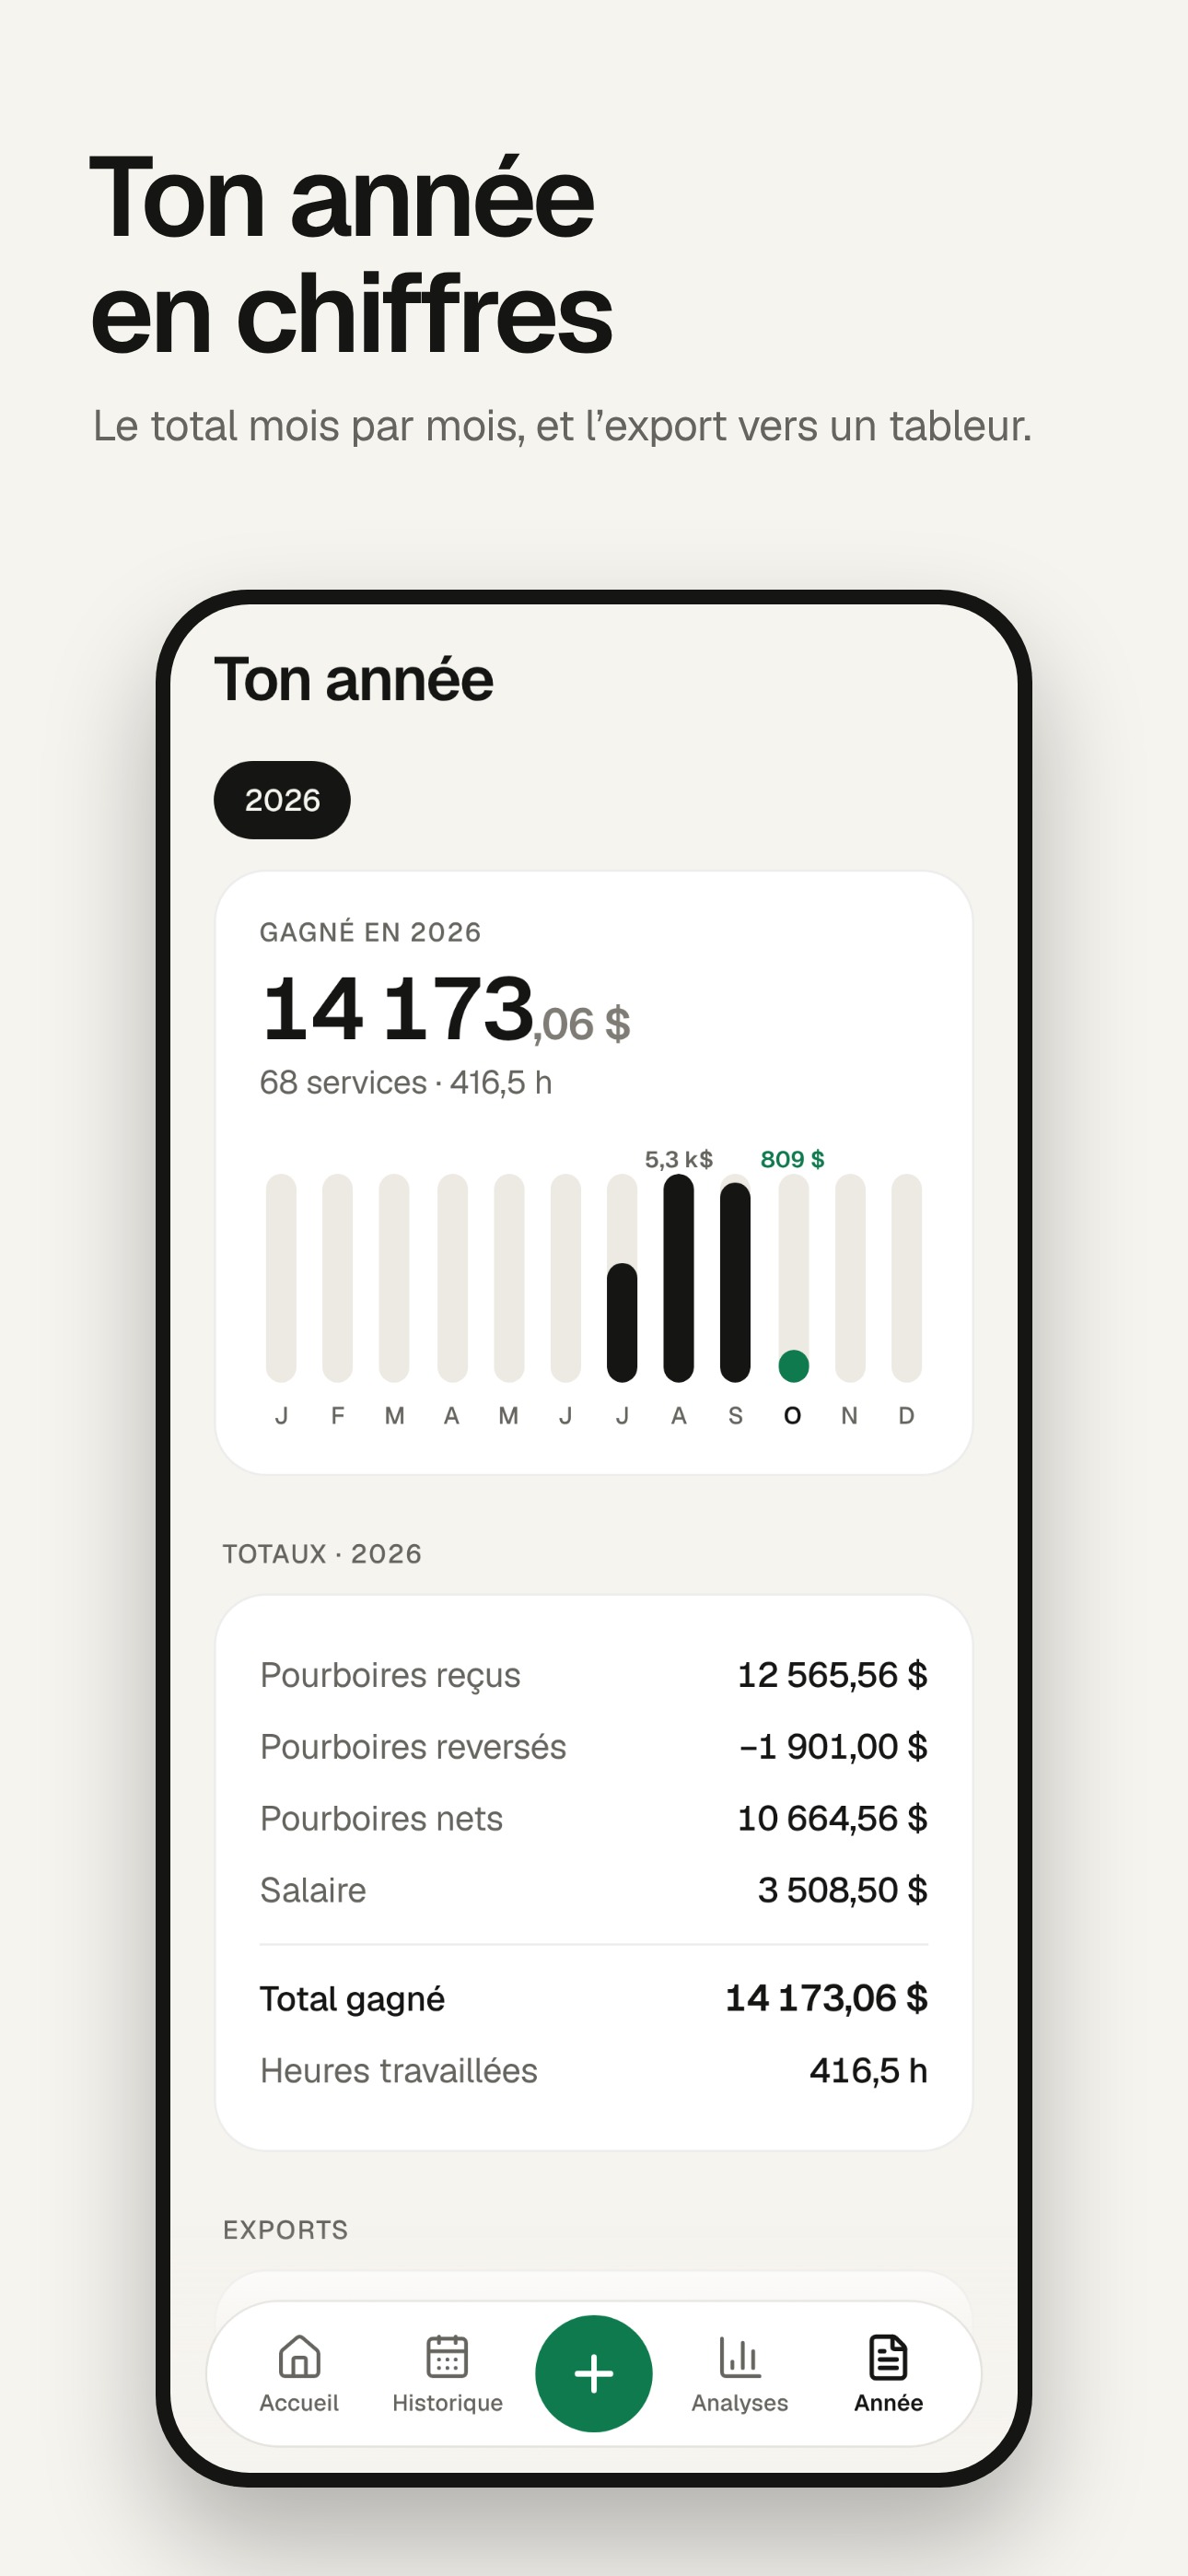 Ton année
en chiffres
Le total mois par mois, et l’export vers un tableur.
Ton année
2026
GAGNÉ EN 2026
14 173,06 $
68 services · 416,5 h
5,3 k$ 809 $
J F M A M J J A S O N D
TOTAUX · 2026
Pourboires reçus 12 565,56 $
Pourboires reversés −1 901,00 $
Pourboires nets 10 664,56 $
Salaire 3 508,50 $
Total gagné 14 173,06 $
Heures travaillées 416,5 h
EXPORTS
Accueil Historique Analyses Année